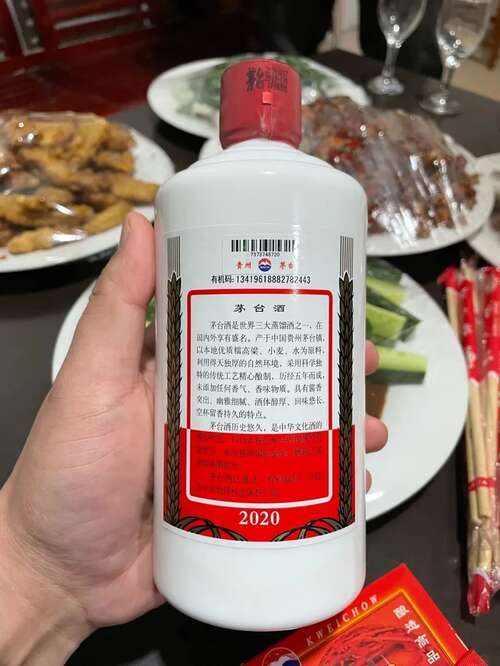 7373748720
贵州 茅台
有机码: 13419618882782443
茅台酒
茅台酒是世界三大蒸馏酒之一，在
国内外享有盛名。产于中国贵州茅台镇，
以本地优质糯高粱、小麦、水为原料，
利用得天独厚的自然环境，采用科学独
特的传统工艺精心酿制，历经五年而成，
未添加任何香气、香味物质。具有酱香
突出、幽雅细腻、酒体醇厚、回味悠长、
空杯留香持久的特点。
茅台酒历史悠久，是中华文化酒的
2020
KWEICHOW